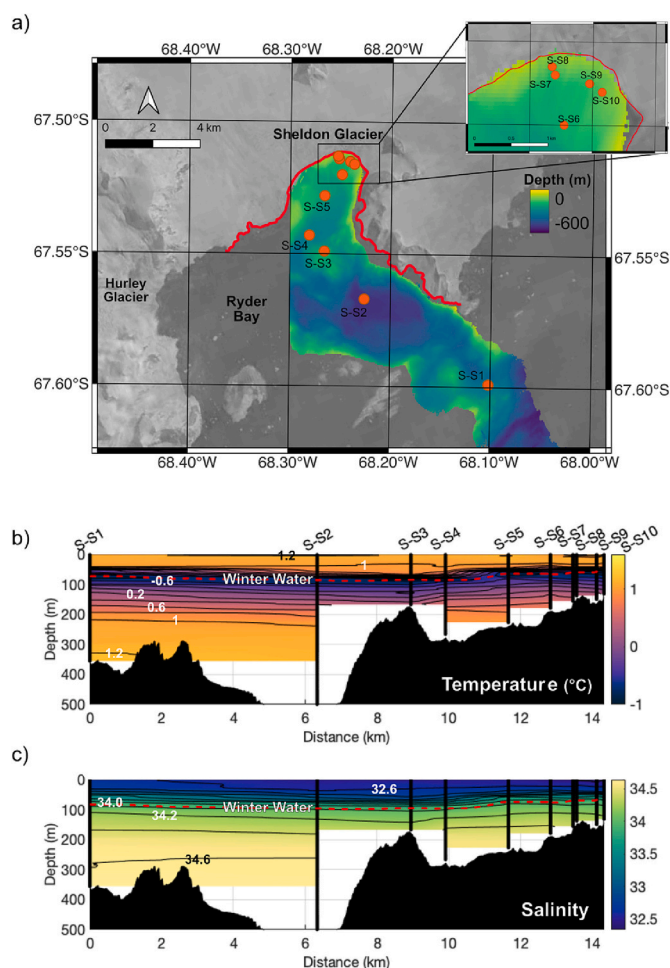 a)
68.40°W
68.30°W
68.20°W
S-S8
S-S9
S-S7
S-S10
S-S6
67.50°S
0 2 4 km
Sheldon Glacier
Depth (m)
0
-600
S-S5
S-S4
S-S3
67.55°S
67.55°S
Hurley
Glacier
Ryder
Bay
S-S2
S-S1
67.60°S
67.60°S
68.40°W
68.30°W
68.20°W
68.10°W
68.00°W
b)
S-S1
S-S2
S-S3
S-S4
S-S5
S-S6
S-S7
S-S8
S-S9
S-S10
0
100
200
300
400
500
Depth (m)
1.2
1
-0.6
Winter Water
0.2
0.6
1
1.2
Temperature (°C)
1
0
-1
0 2 4 6 8 10 12 14
Distance (km)
c)
0
100
200
300
400
500
Depth (m)
32.6
34.0
Winter Water
34.2
34.6
Salinity
34.5
34
33.5
33
32.5
0 2 4 6 8 10 12 14
Distance (km)